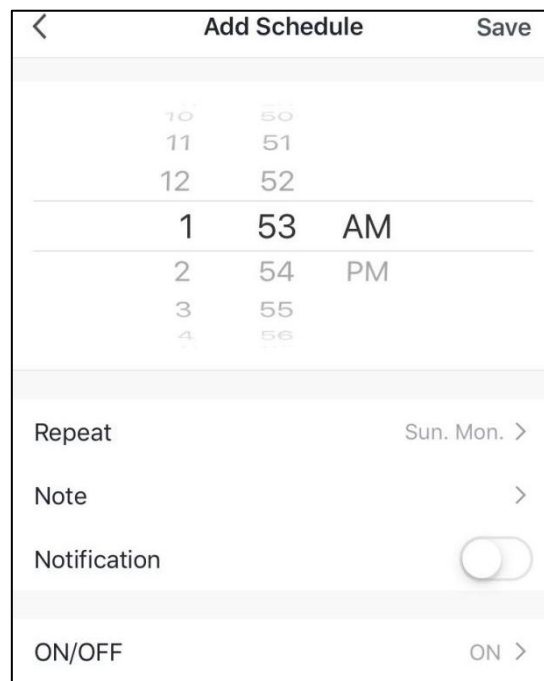 Add Schedule Save
10 50
11 51
12 52
1 53 AM
2 54 PM
3 55
4 56
Repeat Sun. Mon.
Note
Notification
ON/OFF ON